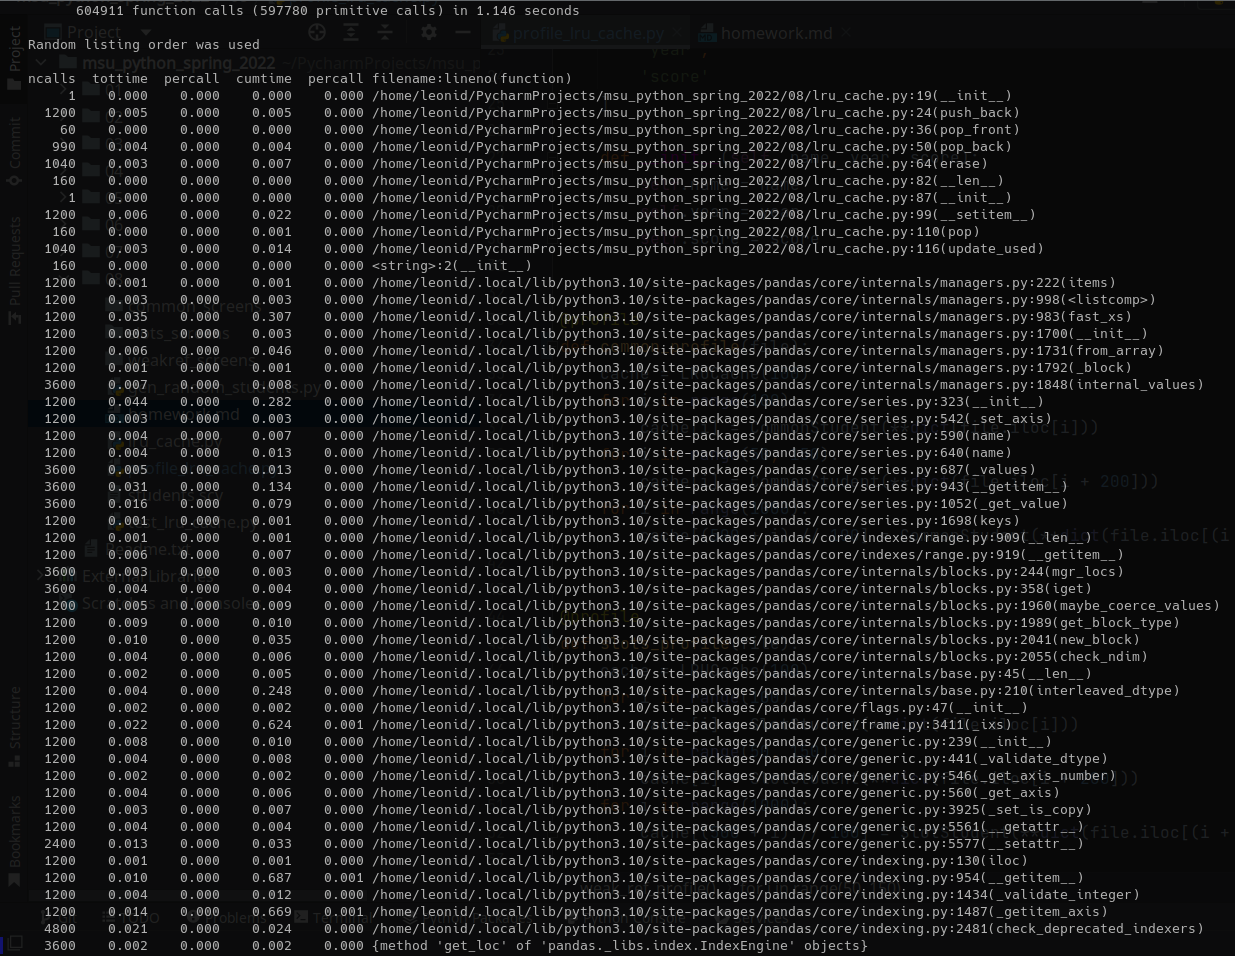 604911 function calls (597780 primitive calls) in 1.146 seconds
Random listing order was used
ncalls tottime percall cumtime percall filename:lineno(function)
1 0.000 0.000 0.000 0.000 /home/leonid/PycharmProjects/msu_python_spring_2022/08/lru_cache.py:19(__init__)
1200 0.005 0.000 0.005 0.000 /home/leonid/PycharmProjects/msu_python_spring_2022/08/lru_cache.py:24(push_back)
60 0.000 0.000 0.000 0.000 /home/leonid/PycharmProjects/msu_python_spring_2022/08/lru_cache.py:36(pop_front)
990 0.004 0.000 0.004 0.000 /home/leonid/PycharmProjects/msu_python_spring_2022/08/lru_cache.py:50(pop_back)
1040 0.003 0.000 0.007 0.000 /home/leonid/PycharmProjects/msu_python_spring_2022/08/lru_cache.py:64(erase)
160 0.000 0.000 0.000 0.000 /home/leonid/PycharmProjects/msu_python_spring_2022/08/lru_cache.py:82(__len__)
1 0.000 0.000 0.000 0.000 /home/leonid/PycharmProjects/msu_python_spring_2022/08/lru_cache.py:87(__init__)
1200 0.006 0.000 0.022 0.000 /home/leonid/PycharmProjects/msu_python_spring_2022/08/lru_cache.py:99(__setitem__)
160 0.000 0.000 0.001 0.000 /home/leonid/PycharmProjects/msu_python_spring_2022/08/lru_cache.py:110(pop)
1040 0.003 0.000 0.014 0.000 /home/leonid/PycharmProjects/msu_python_spring_2022/08/lru_cache.py:116(update_used)
160 0.000 0.000 0.000 0.000 <string>:2(__init__)
1200 0.001 0.000 0.001 0.000 /home/leonid/.local/lib/python3.10/site-packages/pandas/core/internals/managers.py:222(items)
1200 0.003 0.000 0.003 0.000 /home/leonid/.local/lib/python3.10/site-packages/pandas/core/internals/managers.py:998(<listcomp>)
1200 0.035 0.000 0.307 0.000 /home/leonid/.local/lib/python3.10/site-packages/pandas/core/internals/managers.py:983(fast_xs)
1200 0.003 0.000 0.003 0.000 /home/leonid/.local/lib/python3.10/site-packages/pandas/core/internals/managers.py:1700(__init__)
1200 0.006 0.000 0.046 0.000 /home/leonid/.local/lib/python3.10/site-packages/pandas/core/internals/managers.py:1731(from_array)
1200 0.001 0.000 0.001 0.000 /home/leonid/.local/lib/python3.10/site-packages/pandas/core/internals/managers.py:1792(_block)
3600 0.007 0.000 0.008 0.000 /home/leonid/.local/lib/python3.10/site-packages/pandas/core/internals/managers.py:1848(internal_values)
1200 0.044 0.000 0.282 0.000 /home/leonid/.local/lib/python3.10/site-packages/pandas/core/series.py:323(__init__)
1200 0.003 0.000 0.003 0.000 /home/leonid/.local/lib/python3.10/site-packages/pandas/core/series.py:542(_set_axis)
1200 0.004 0.000 0.007 0.000 /home/leonid/.local/lib/python3.10/site-packages/pandas/core/series.py:590(name)
1200 0.004 0.000 0.013 0.000 /home/leonid/.local/lib/python3.10/site-packages/pandas/core/series.py:640(name)
3600 0.005 0.000 0.013 0.000 /home/leonid/.local/lib/python3.10/site-packages/pandas/core/series.py:687(_values)
3600 0.031 0.000 0.134 0.000 /home/leonid/.local/lib/python3.10/site-packages/pandas/core/series.py:943(__getitem__)
3600 0.016 0.000 0.079 0.000 /home/leonid/.local/lib/python3.10/site-packages/pandas/core/series.py:1052(_get_value)
1200 0.001 0.000 0.001 0.000 /home/leonid/.local/lib/python3.10/site-packages/pandas/core/series.py:1698(keys)
1200 0.001 0.000 0.001 0.000 /home/leonid/.local/lib/python3.10/site-packages/pandas/core/indexes/range.py:909(__len__)
1200 0.005 0.000 0.007 0.000 /home/leonid/.local/lib/python3.10/site-packages/pandas/core/indexes/range.py:919(__getitem__)
3600 0.003 0.000 0.003 0.000 /home/leonid/.local/lib/python3.10/site-packages/pandas/core/internals/blocks.py:244(mgr_locs)
3600 0.004 0.000 0.004 0.000 /home/leonid/.local/lib/python3.10/site-packages/pandas/core/internals/blocks.py:358(iget)
1200 0.005 0.000 0.009 0.000 /home/leonid/.local/lib/python3.10/site-packages/pandas/core/internals/blocks.py:1960(maybe_coerce_values)
1200 0.009 0.000 0.010 0.000 /home/leonid/.local/lib/python3.10/site-packages/pandas/core/internals/blocks.py:1989(get_block_type)
1200 0.010 0.000 0.035 0.000 /home/leonid/.local/lib/python3.10/site-packages/pandas/core/internals/blocks.py:2041(new_block)
1200 0.004 0.000 0.006 0.000 /home/leonid/.local/lib/python3.10/site-packages/pandas/core/internals/blocks.py:2055(check_ndim)
1200 0.002 0.000 0.005 0.000 /home/leonid/.local/lib/python3.10/site-packages/pandas/core/internals/base.py:45(__len__)
1200 0.004 0.000 0.248 0.000 /home/leonid/.local/lib/python3.10/site-packages/pandas/core/internals/base.py:210(interleaved_dtype)
1200 0.002 0.000 0.002 0.000 /home/leonid/.local/lib/python3.10/site-packages/pandas/core/flags.py:47(__init__)
1200 0.022 0.000 0.624 0.001 /home/leonid/.local/lib/python3.10/site-packages/pandas/core/frame.py:3411(_ixs)
1200 0.008 0.000 0.010 0.000 /home/leonid/.local/lib/python3.10/site-packages/pandas/core/generic.py:239(__init__)
1200 0.004 0.000 0.008 0.000 /home/leonid/.local/lib/python3.10/site-packages/pandas/core/generic.py:441(_validate_dtype)
1200 0.002 0.000 0.002 0.000 /home/leonid/.local/lib/python3.10/site-packages/pandas/core/generic.py:546(_get_axis_number)
1200 0.004 0.000 0.006 0.000 /home/leonid/.local/lib/python3.10/site-packages/pandas/core/generic.py:560(_get_axis)
1200 0.003 0.000 0.007 0.000 /home/leonid/.local/lib/python3.10/site-packages/pandas/core/generic.py:3925(_set_is_copy)
1200 0.004 0.000 0.004 0.000 /home/leonid/.local/lib/python3.10/site-packages/pandas/core/generic.py:5561(__getattr__)
2400 0.013 0.000 0.033 0.000 /home/leonid/.local/lib/python3.10/site-packages/pandas/core/generic.py:5577(__setattr__)
1200 0.001 0.000 0.001 0.000 /home/leonid/.local/lib/python3.10/site-packages/pandas/core/indexing.py:130(iloc)
1200 0.010 0.000 0.687 0.001 /home/leonid/.local/lib/python3.10/site-packages/pandas/core/indexing.py:954(__getitem__)
1200 0.004 0.000 0.012 0.000 /home/leonid/.local/lib/python3.10/site-packages/pandas/core/indexing.py:1434(_validate_integer)
1200 0.014 0.000 0.669 0.001 /home/leonid/.local/lib/python3.10/site-packages/pandas/core/indexing.py:1487(_getitem_axis)
4800 0.021 0.000 0.024 0.000 /home/leonid/.local/lib/python3.10/site-packages/pandas/core/indexing.py:2481(check_deprecated_indexers)
3600 0.002 0.000 0.002 0.000 {method 'get_loc' of 'pandas._libs.index.IndexEngine' objects}